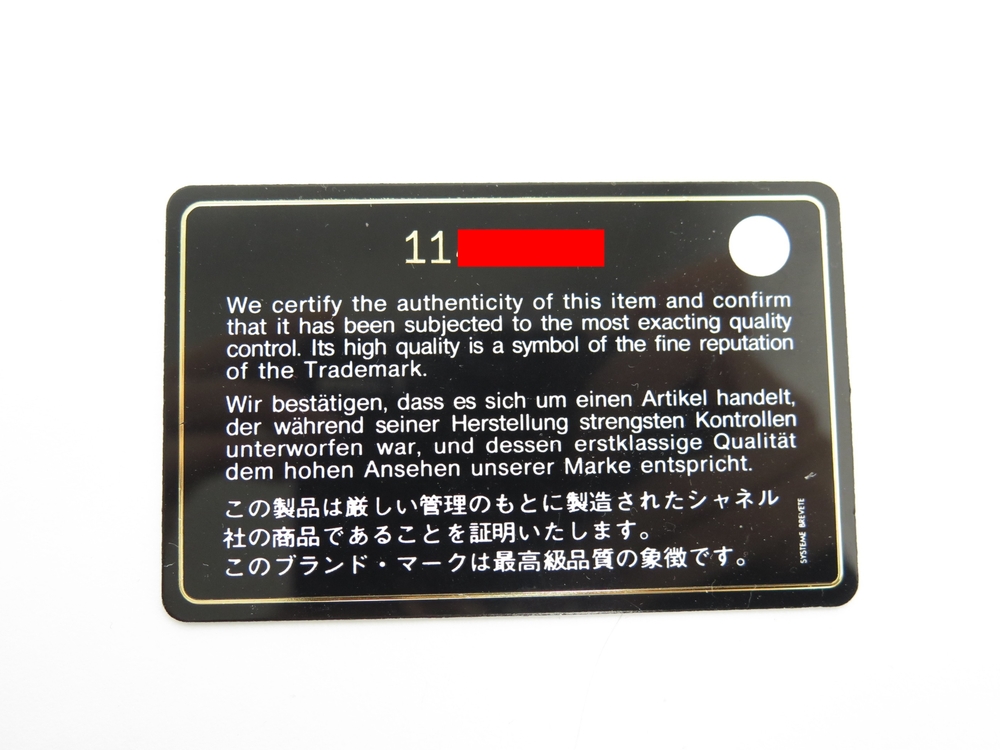 11
We certify the authenticity of this item and confirm
that it has been subjected to the most exacting quality
control. Its high quality is a symbol of the fine reputation
of the Trademark.
Wir bestätigen, dass es sich um einen Artikel handelt,
der während seiner Herstellung strengsten Kontrollen
unterworfen war, und dessen erstklassige Qualität
dem hohen Ansehen unserer Marke entspricht.
この製品は厳しい管理のもとに製造されたシャネル
社の商品であることを証明いたします。
このブランド・マークは最高級品質の象徴です。
SYSTEME BREVETE